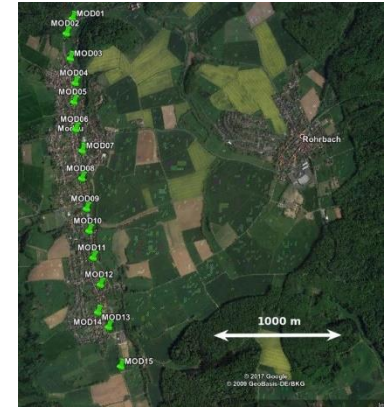 MOD01
MOD02
MOD03
MOD04
MOD05
MOD06
MOD07
MOD08
MOD09
MOD10
MOD11
MOD12
MOD13
MOD14
MOD15
Rohrbach
1000 m
© 2017 Google
© 2009 GeoBasis-DE/BKG